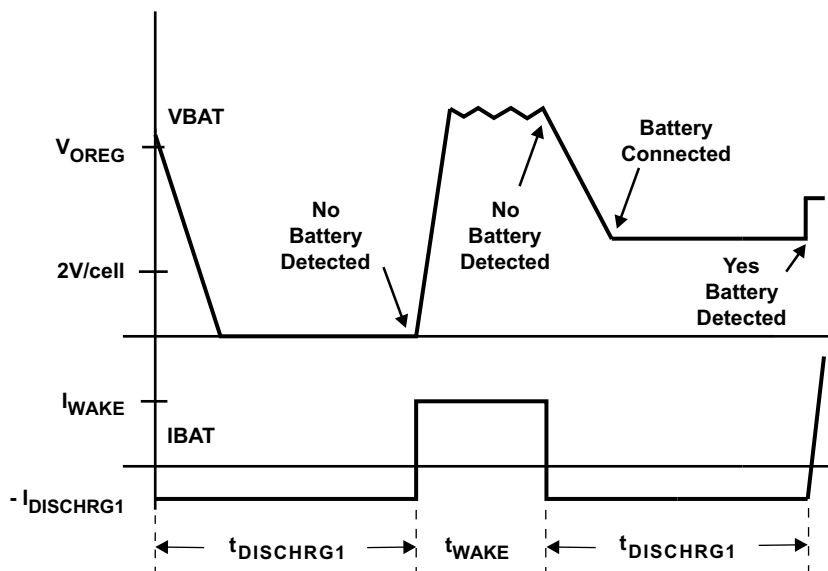 VBAT
V_OREG
Battery
Connected
No
Battery
Detected
No
Battery
Detected
2V/cell
Yes
Battery
Detected
I_WAKE
IBAT
- I_DISCHRG1
t_DISCHRG1
t_WAKE
t_DISCHRG1